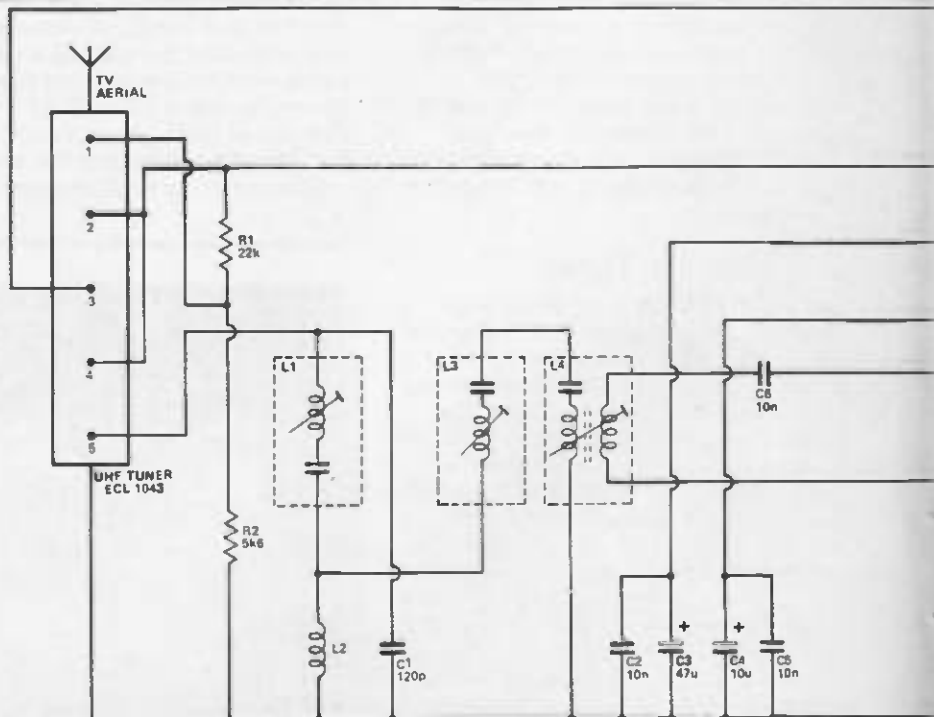 TV
AERIAL
1
2
3
4
5
UHF TUNER
ECL 1043
R1
22k
R2
5k6
L1
L2
L3
L4
C1
120p
C2
10n
+
C3
47u
+
C4
10u
C5
10n
C6
10n